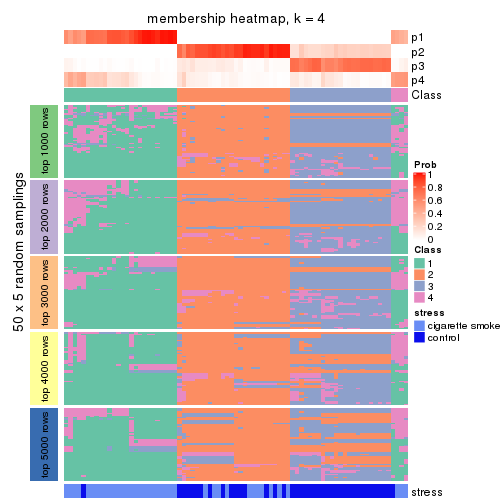 membership heatmap, k = 4
p1
p2
p3
p4
Class
50 x 5 random samplings
top 1000 rows
top 2000 rows
top 3000 rows
top 4000 rows
top 5000 rows
stress
Prob
1
0.8
0.6
0.4
0.2
0
Class
1
2
3
4
stress
cigarette smoke
control